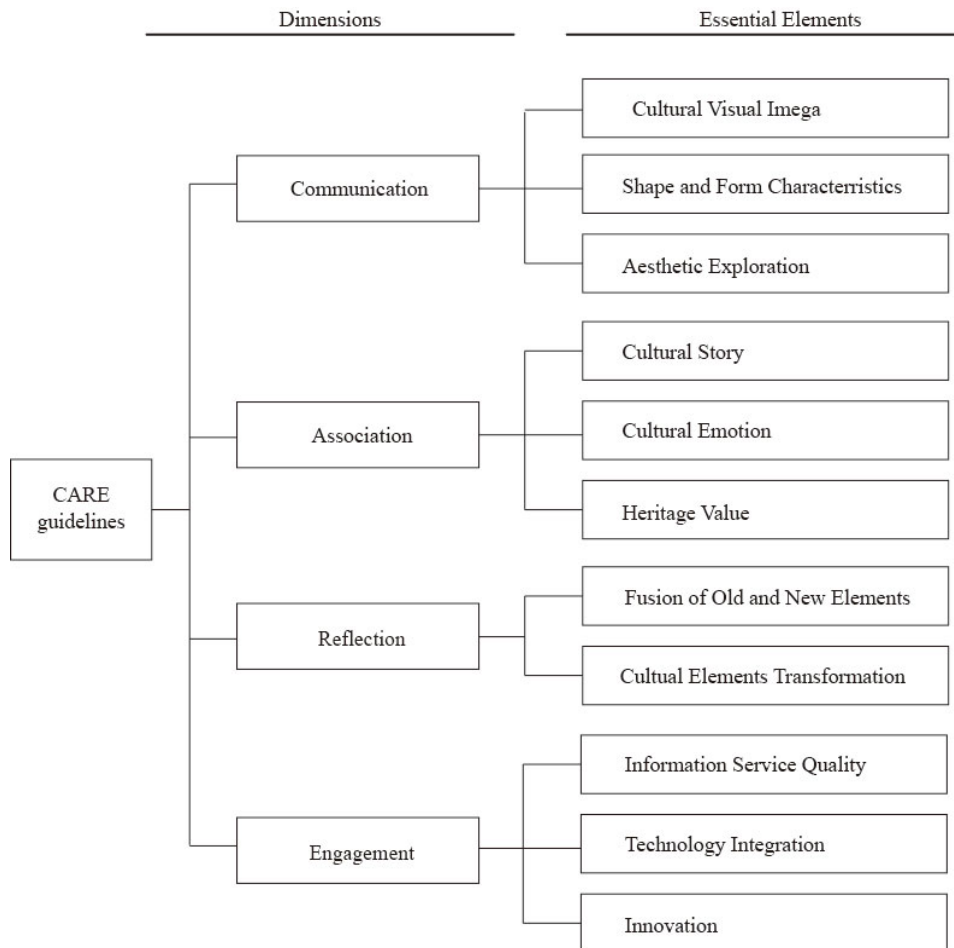 Dimensions
Essential Elements
Cultural Visual Imega
Communication
Shape and Form Characterristics
Aesthetic Exploration
Cultural Story
Association
Cultural Emotion
CARE
guidelines
Heritage Value
Fusion of Old and New Elements
Reflection
Cultual Elements Transformation
Information Service Quality
Engagement
Technology Integration
Innovation